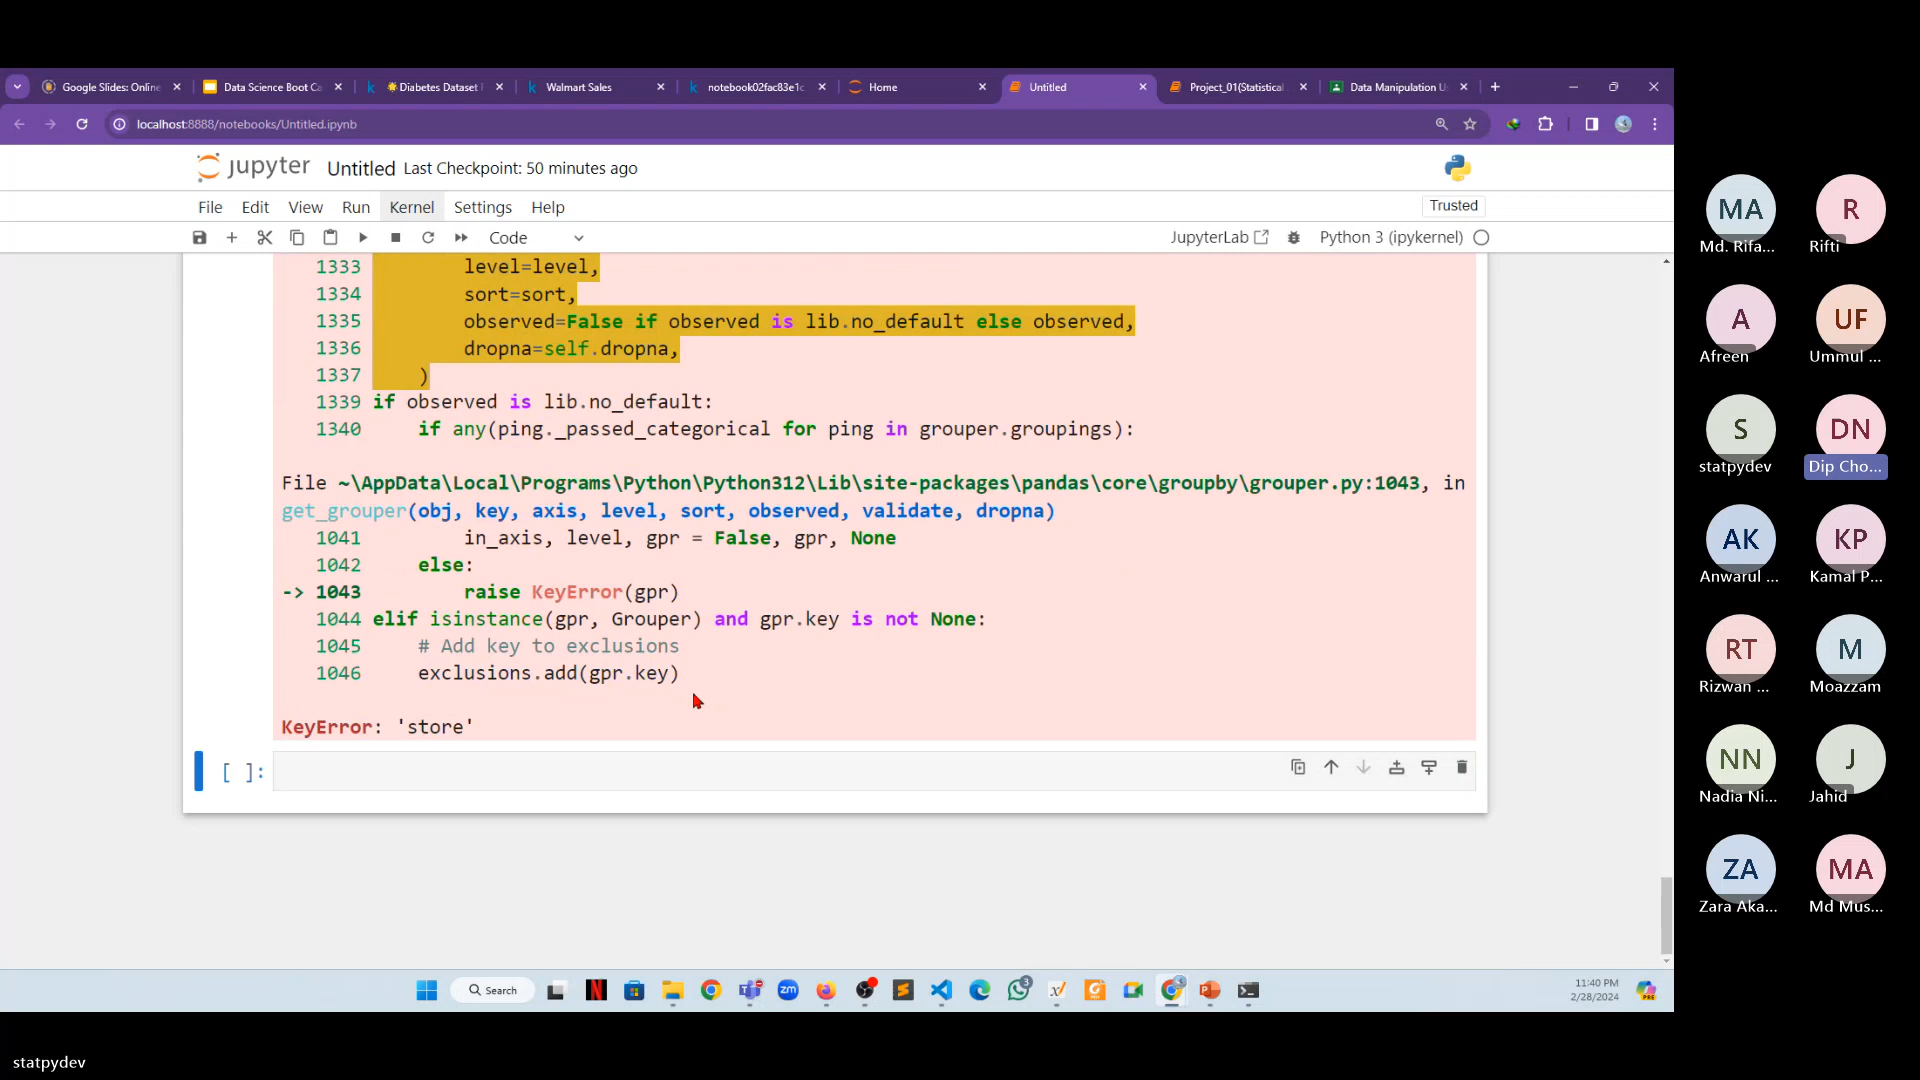 Google Slides: Online
Data Science Boot Ca
Diabetes Dataset
Walmart Sales
notebook02fac83e1c
Home
Untitled
Project_01(Statistical
Data Manipulation U
localhost:8888/notebooks/Untitled.ipynb
jupyter Untitled Last Checkpoint: 50 minutes ago
File Edit View Run Kernel Settings Help
Trusted
Code
JupyterLab
Python 3 (ipykernel)
1333 level=level,
1334 sort=sort,
1335 observed=False if observed is lib.no_default else observed,
1336 dropna=self.dropna,
1337 )
1339 if observed is lib.no_default:
1340 if any(ping._passed_categorical for ping in grouper.groupings):
File ~\AppData\Local\Programs\Python\Python312\Lib\site-packages\pandas\core\groupby\grouper.py:1043, in
get_grouper(obj, key, axis, level, sort, observed, validate, dropna)
1041 in_axis, level, gpr = False, gpr, None
1042 else:
-> 1043 raise KeyError(gpr)
1044 elif isinstance(gpr, Grouper) and gpr.key is not None:
1045 # Add key to exclusions
1046 exclusions.add(gpr.key)
KeyError: 'store'
[ ]:
Search
11:40 PM
2/28/2024
MA
Md. Rifa...
R
Rifti
A
Afreen
UF
Ummul ...
S
statpydev
DN
Dip Cho...
AK
Anwarul ...
KP
Kamal P...
RT
Rizwan ...
M
Moazzam
NN
Nadia Ni...
J
Jahid
ZA
Zara Aka...
MA
Md Mus...
statpydev